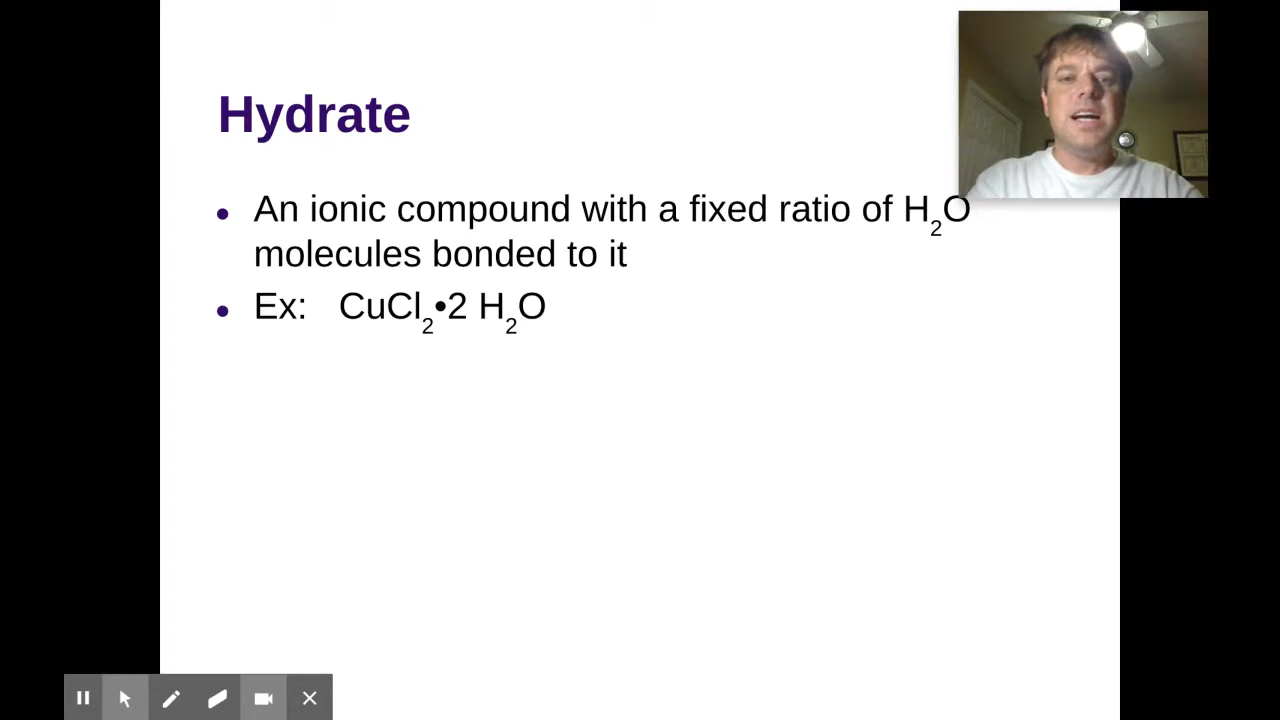 Hydrate
• An ionic compound with a fixed ratio of H₂O
molecules bonded to it
• Ex: CuCl₂•2 H₂O